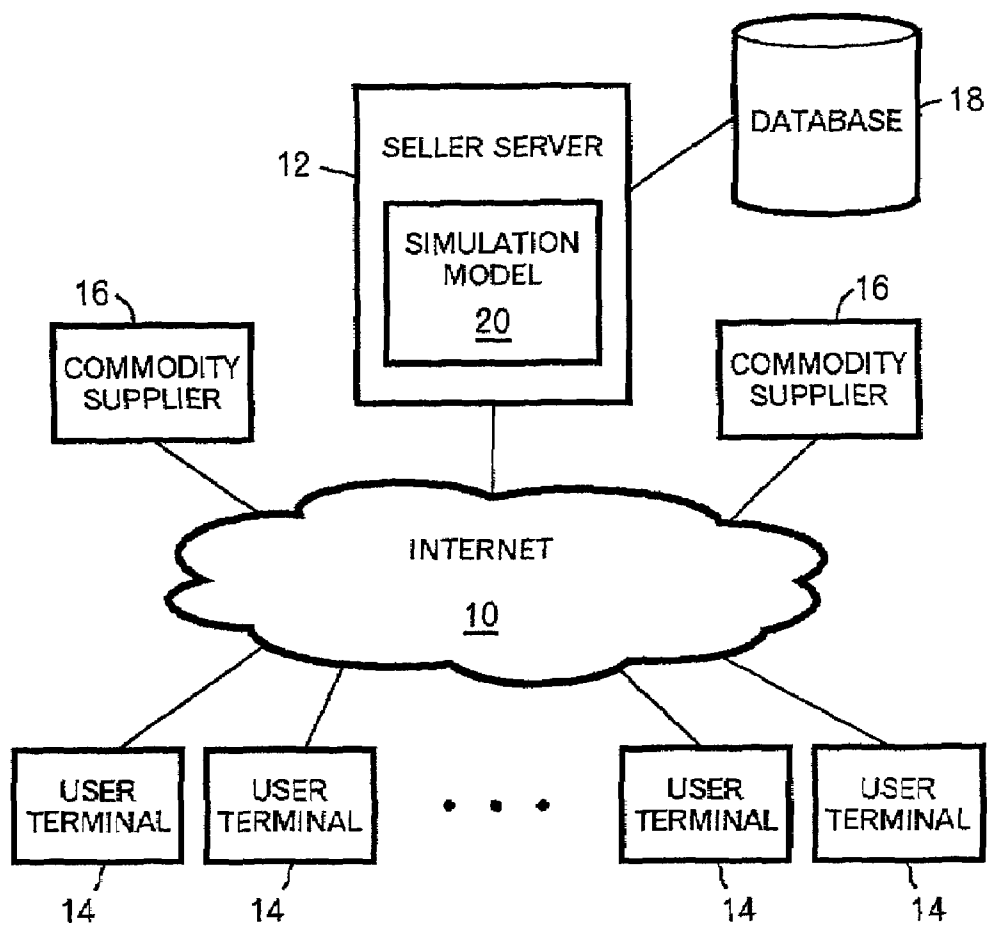 DATABASE
18
SELLER SERVER
12
SIMULATION
MODEL
20
16
COMMODITY
SUPPLIER
16
COMMODITY
SUPPLIER
INTERNET
10
USER
TERMINAL
14
USER
TERMINAL
14
USER
TERMINAL
14
USER
TERMINAL
14